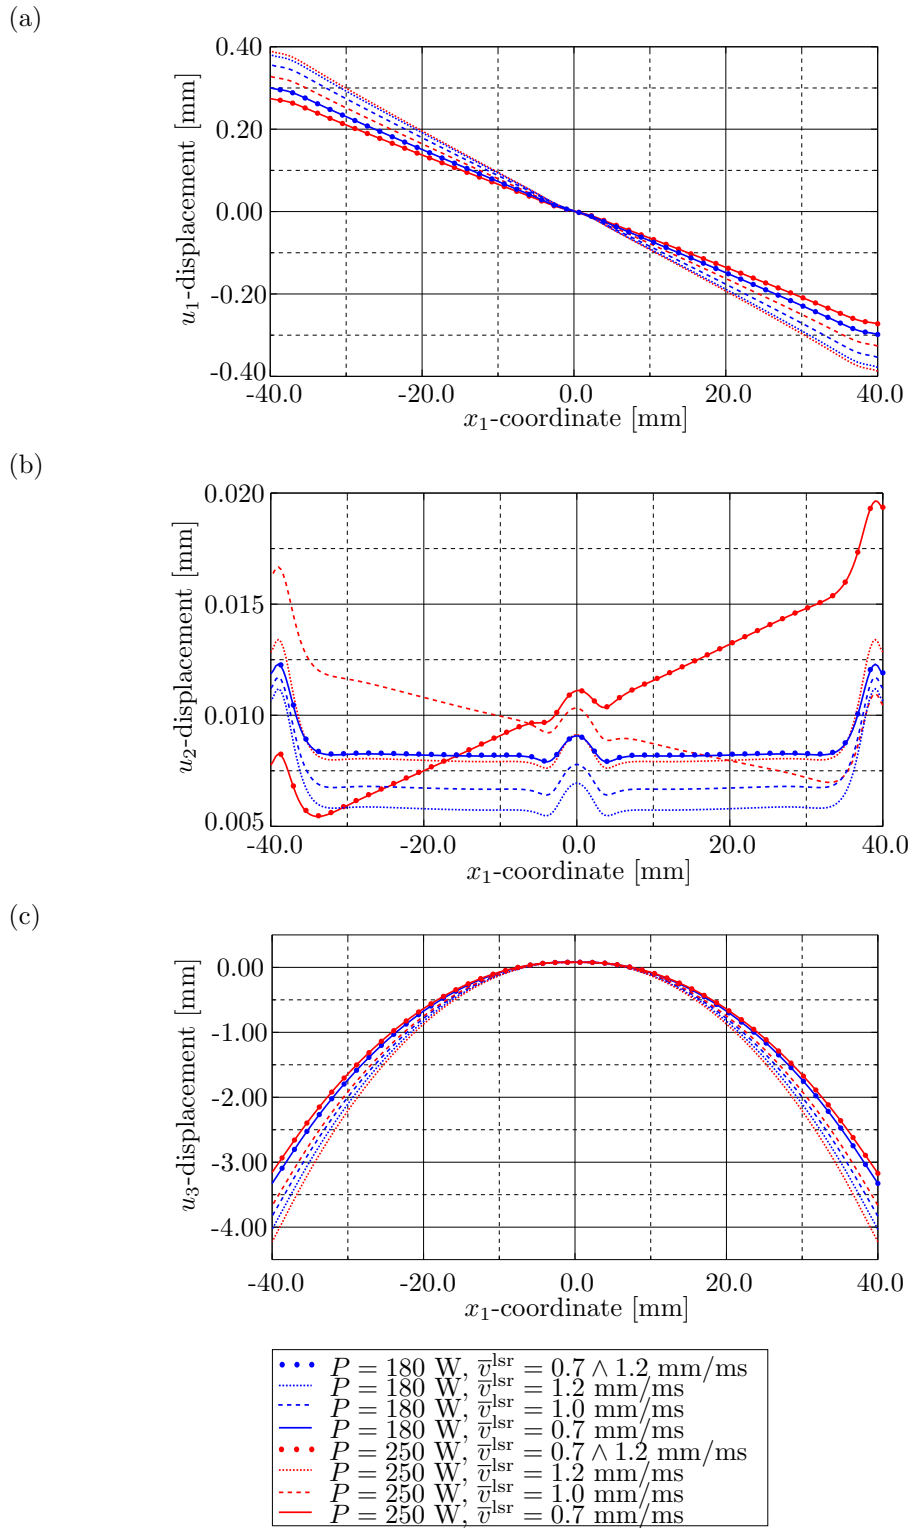 (a)
0.40
0.20
0.00
-0.20
-0.40
u₁-displacement [mm]
-40.0 -20.0 0.0 20.0 40.0
x₁-coordinate [mm]
(b)
0.020
0.015
0.010
0.005
u₂-displacement [mm]
-40.0 -20.0 0.0 20.0 40.0
x₁-coordinate [mm]
(c)
0.00
-1.00
-2.00
-3.00
-4.00
u₃-displacement [mm]
-40.0 -20.0 0.0 20.0 40.0
x₁-coordinate [mm]
P = 180 W, v̅ˡˢʳ = 0.7 ∧ 1.2 mm/ms
P = 180 W, v̅ˡˢʳ = 1.2 mm/ms
P = 180 W, v̅ˡˢʳ = 1.0 mm/ms
P = 180 W, v̅ˡˢʳ = 0.7 mm/ms
P = 250 W, v̅ˡˢʳ = 0.7 ∧ 1.2 mm/ms
P = 250 W, v̅ˡˢʳ = 1.2 mm/ms
P = 250 W, v̅ˡˢʳ = 1.0 mm/ms
P = 250 W, v̅ˡˢʳ = 0.7 mm/ms